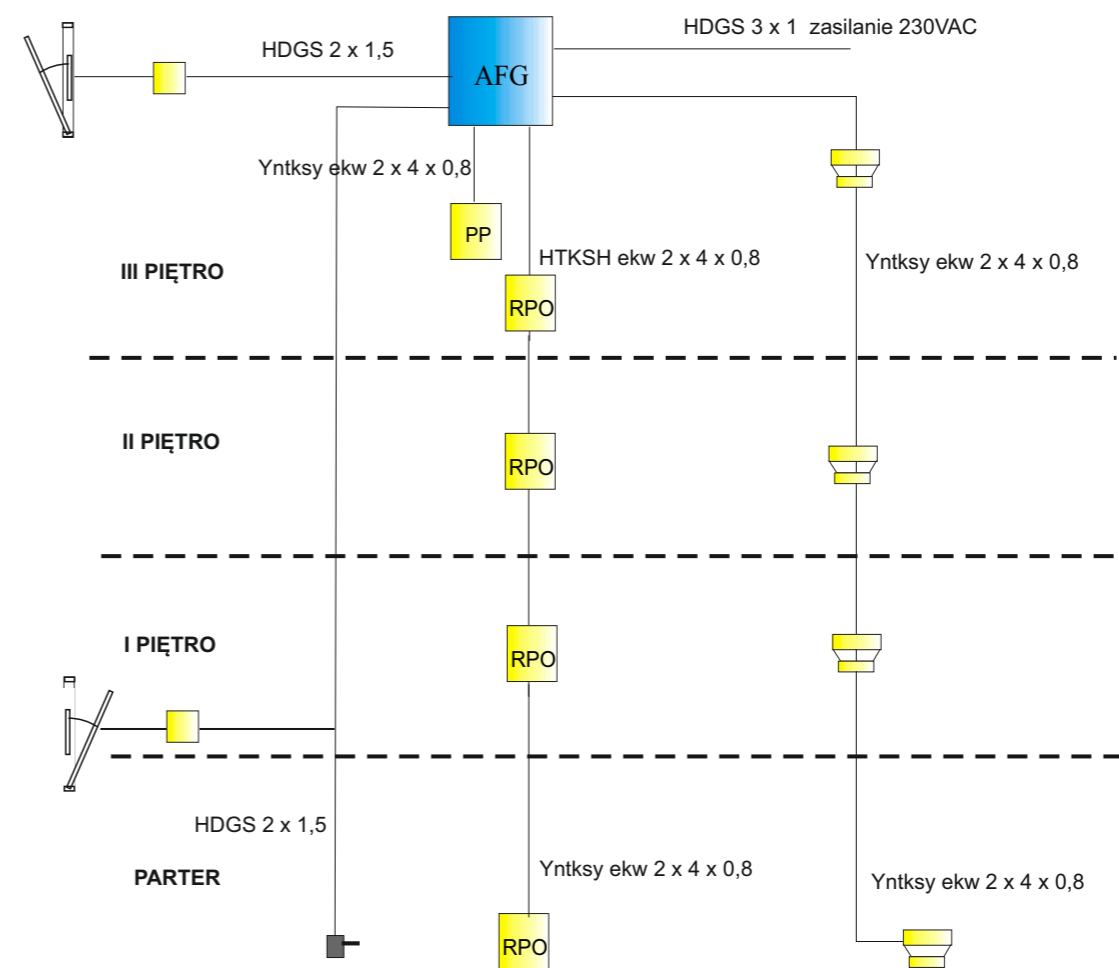 HDGS 3 x 1 zasilanie 230VAC
HDGS 2 x 1,5
AFG
Yntksy ekw 2 x 4 x 0,8
PP
HTKSH ekw 2 x 4 x 0,8
Yntksy ekw 2 x 4 x 0,8
III PIĘTRO
RPO
II PIĘTRO
RPO
I PIĘTRO
RPO
HDGS 2 x 1,5
PARTER
Yntksy ekw 2 x 4 x 0,8
Yntksy ekw 2 x 4 x 0,8
RPO